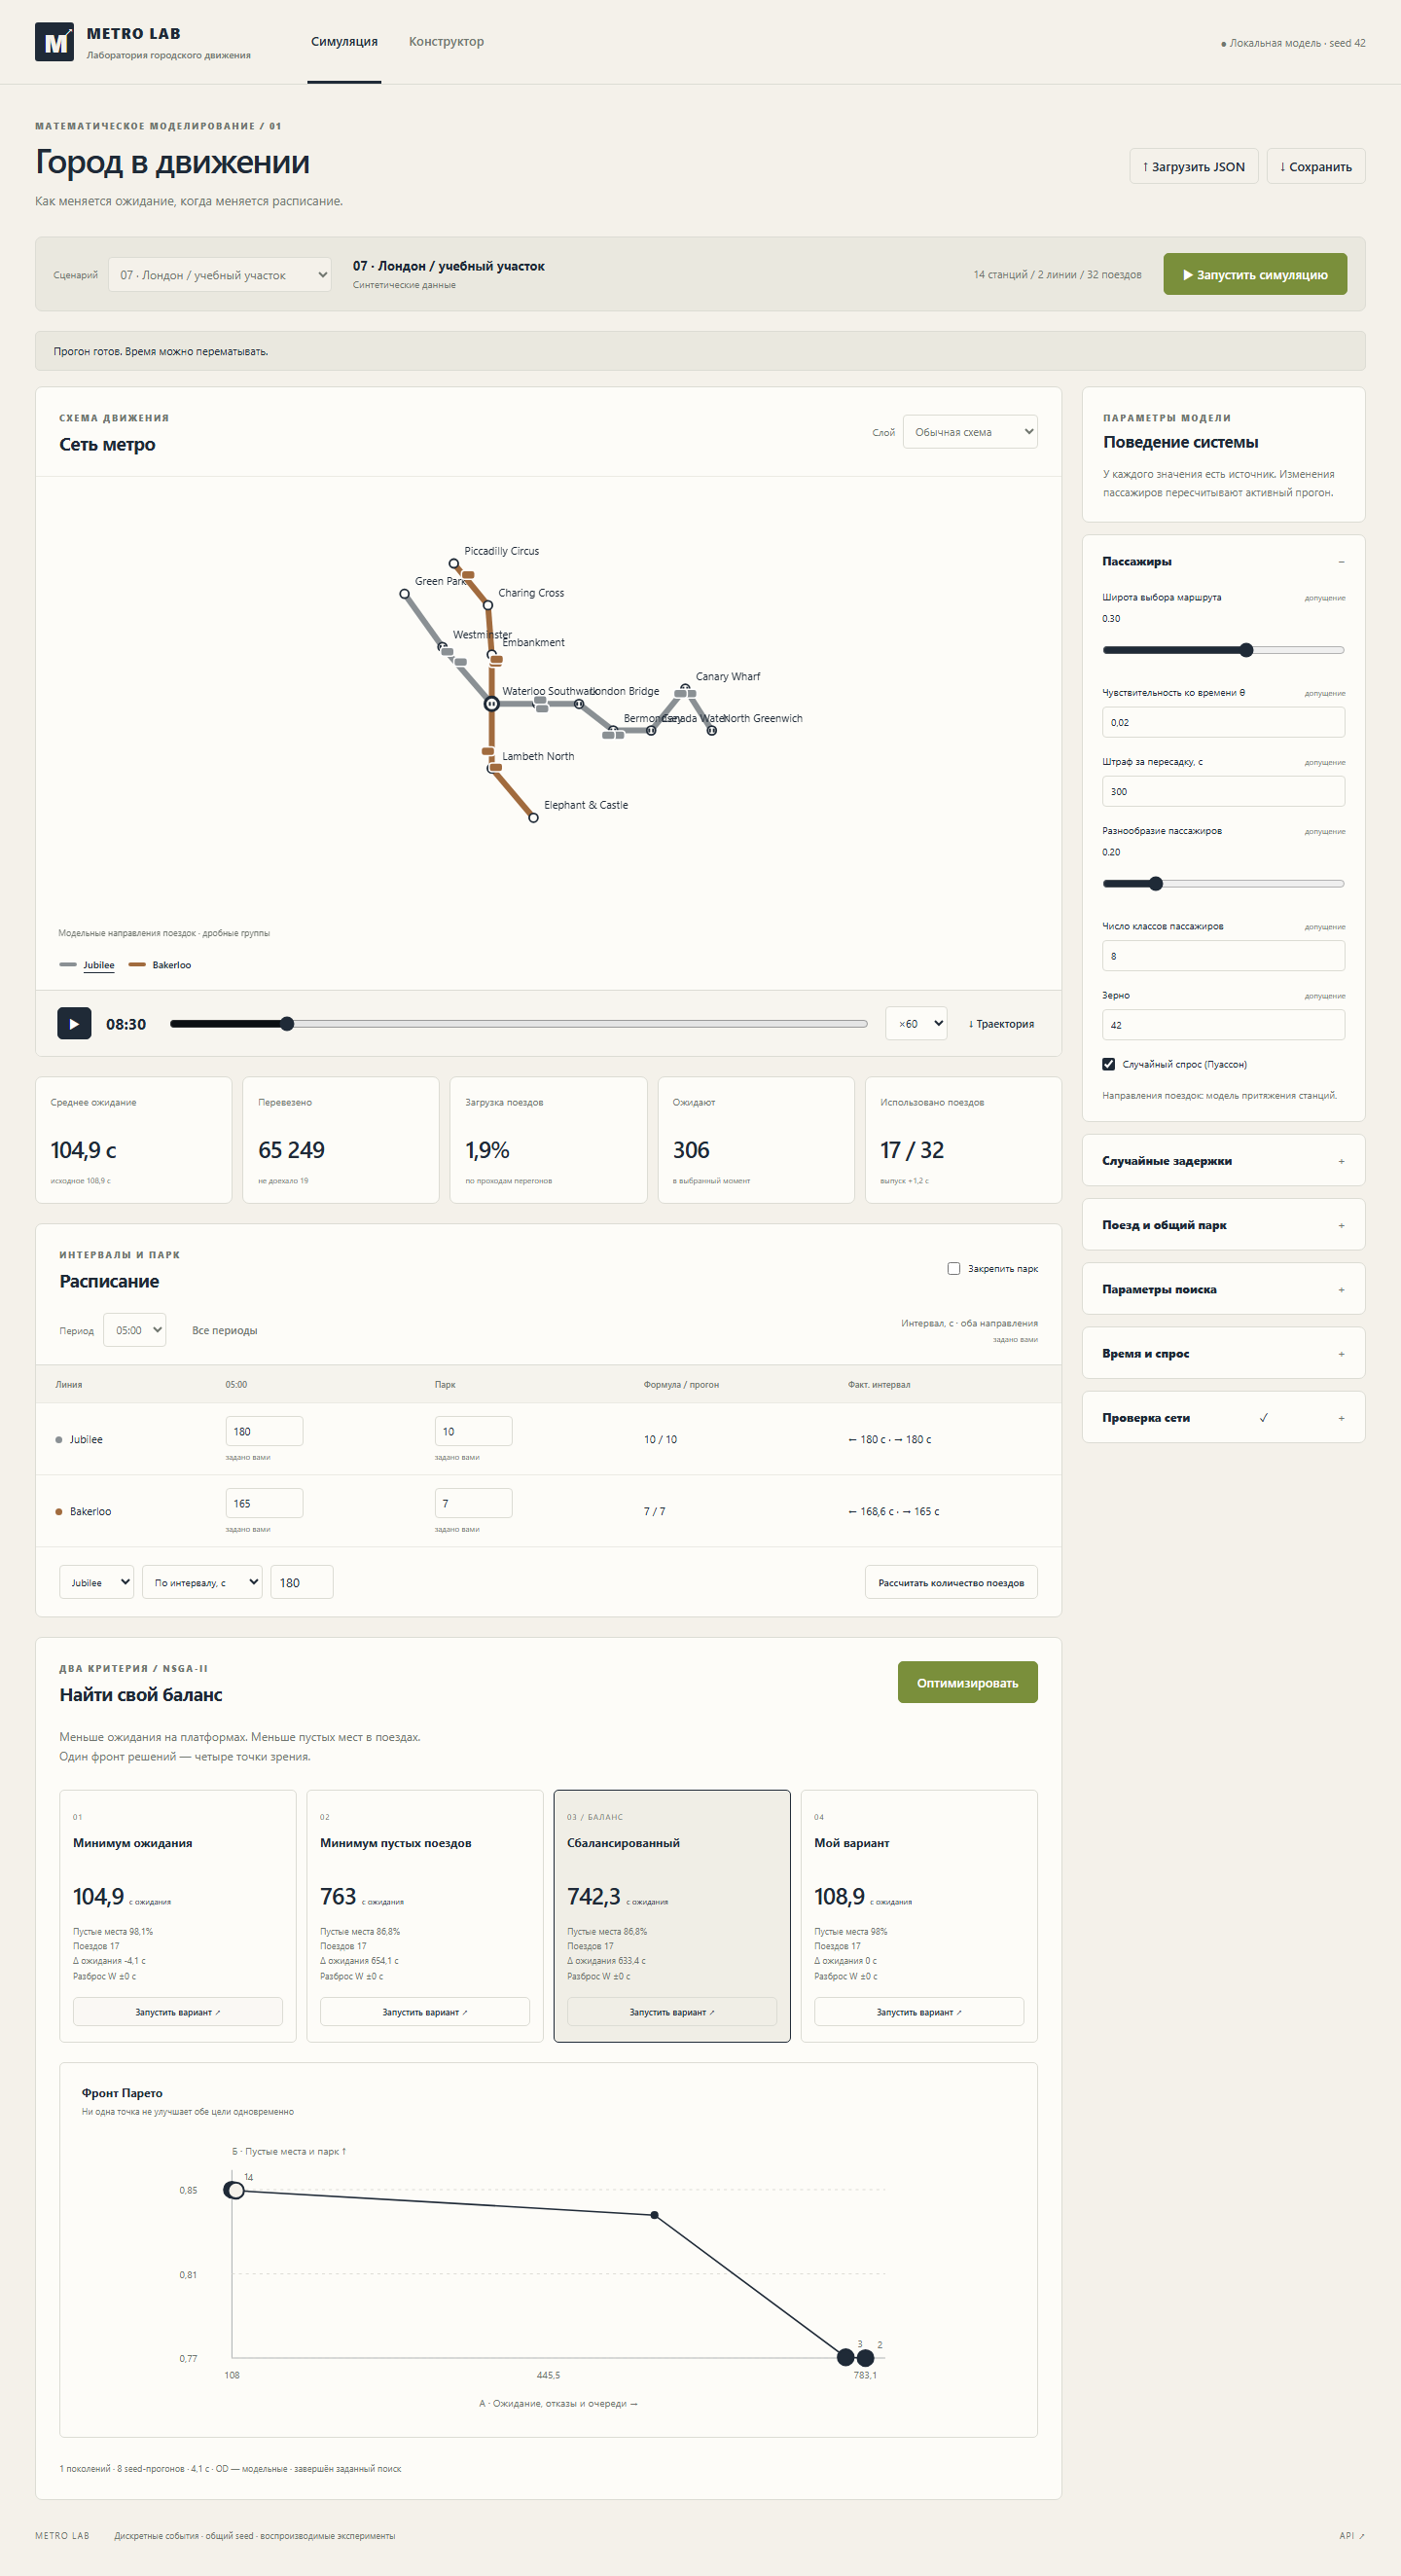 METRO LAB
Лаборатория городского движения
Симуляция
Конструктор
● Локальная модель · seed 42
МАТЕМАТИЧЕСКОЕ МОДЕЛИРОВАНИЕ / 01
Город в движении
Как меняется ожидание, когда меняется расписание.
↑ Загрузить JSON
↓ Сохранить
Сценарий
07 · Лондон / учебный участок
07 · Лондон / учебный участок
Синтетические данные
14 станций / 2 линии / 32 поездов
▶ Запустить симуляцию
Прогон готов. Время можно перематывать.
СХЕМА ДВИЖЕНИЯ
Сеть метро
Слой
Обычная схема
Piccadilly Circus
Green Park
Charing Cross
Westminster
Embankment
Canary Wharf
Waterloo
Southwark
London Bridge
Bermondsey
Canada Water
North Greenwich
Lambeth North
Elephant & Castle
Модельные направления поездок · дробные группы
Jubilee
Bakerloo
08:30
×60
↓ Траектория
Среднее ожидание
104,9 с
исходное 108,9 с
Перевезено
65 249
не доехало 19
Загрузка поездов
1,9%
по проходам перегонов
Ожидают
306
в выбранный момент
Использовано поездов
17 / 32
выпуск +1,2 с
ИНТЕРВАЛЫ И ПАРК
Расписание
Закрепить парк
Период
05:00
Все периоды
Интервал, с · оба направления
задано вами
Линия
05:00
Парк
Формула / прогон
Факт. интервал
Jubilee
180
задано вами
10
задано вами
10 / 10
← 180 с · → 180 с
Bakerloo
165
задано вами
7
задано вами
7 / 7
← 168,6 с · → 165 с
Jubilee
По интервалу, с
180
Рассчитать количество поездов
ДВА КРИТЕРИЯ / NSGA-II
Найти свой баланс
Оптимизировать
Меньше ожидания на платформах. Меньше пустых мест в поездах.
Один фронт решений — четыре точки зрения.
01
Минимум ожидания
104,9 с ожидания
Пустые места 98,1%
Поездов 17
Δ ожидания -4,1 с
Разброс W ±0 с
Запустить вариант ↗
02
Минимум пустых поездов
763 с ожидания
Пустые места 86,8%
Поездов 17
Δ ожидания 654,1 с
Разброс W ±0 с
Запустить вариант ↗
03 / БАЛАНС
Сбалансированный
742,3 с ожидания
Пустые места 86,8%
Поездов 17
Δ ожидания 633,4 с
Разброс W ±0 с
Запустить вариант ↗
04
Мой вариант
108,9 с ожидания
Пустые места 98%
Поездов 17
Δ ожидания 0 с
Разброс W ±0 с
Запустить вариант ↗
Фронт Парето
Ни одна точка не улучшает обе цели одновременно
Б · Пустые места и парк ↑
1
4
0,85
0,81
0,77
3
2
108
445,5
783,1
А · Ожидание, отказы и очереди →
1 поколений · 8 seed-прогонов · 4,1 с · OD — модельные · завершён заданный поиск
ПАРАМЕТРЫ МОДЕЛИ
Поведение системы
У каждого значения есть источник. Изменения
пассажиров пересчитывают активный прогон.
Пассажиры
−
Широта выбора маршрута
допущение
0.30
Чувствительность ко времени θ
допущение
0,02
Штраф за пересадку, с
допущение
300
Разнообразие пассажиров
допущение
0.20
Число классов пассажиров
допущение
8
Зерно
допущение
42
Случайный спрос (Пуассон)
Направления поездок: модель притяжения станций.
Случайные задержки
+
Поезд и общий парк
+
Параметры поиска
+
Время и спрос
+
Проверка сети
✓
+
METRO LAB
Дискретные события · общий seed · воспроизводимые эксперименты
API ↗